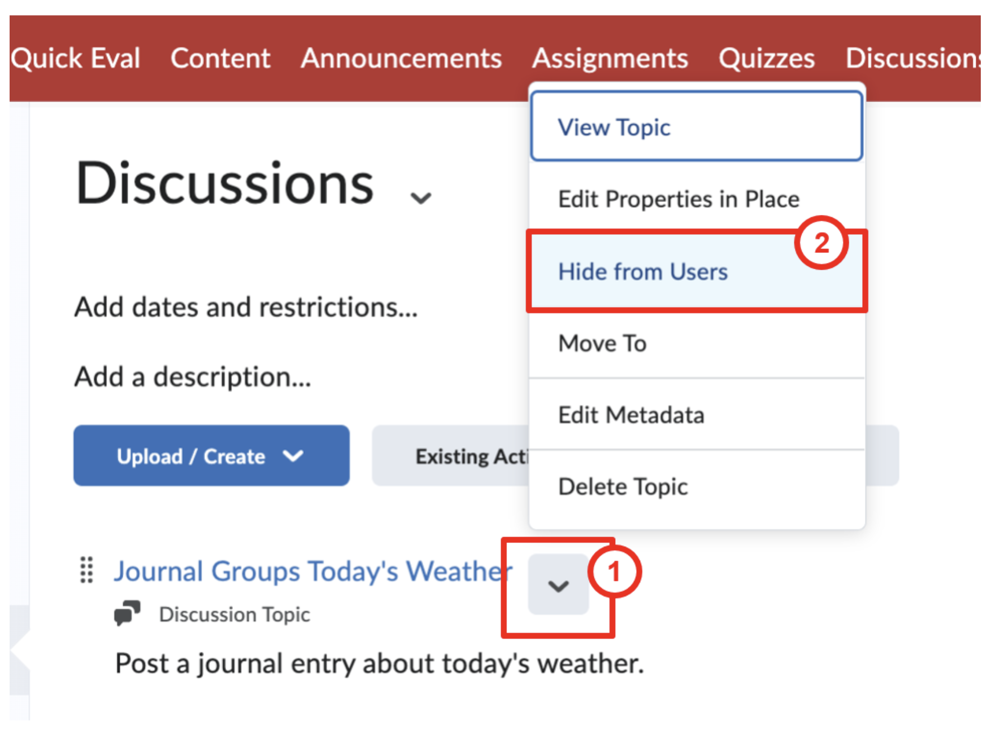 Quick Eval Content Announcements Assignments Quizzes Discussions
View Topic
Edit Properties in Place
2
Hide from Users
Move To
Edit Metadata
Delete Topic
Discussions
Add dates and restrictions...
Add a description...
Upload / Create
Existing Acti
Journal Groups Today's Weather
1
Discussion Topic
Post a journal entry about today's weather.